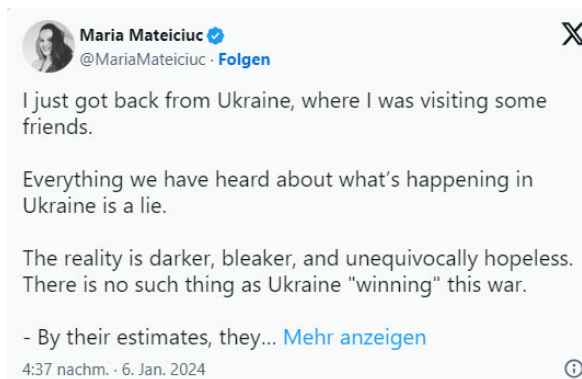 Maria Mateiciuc
@MariaMateiciuc · Folgen
I just got back from Ukraine, where I was visiting some
friends.
Everything we have heard about what’s happening in
Ukraine is a lie.
The reality is darker, bleaker, and unequivocally hopeless.
There is no such thing as Ukraine "winning" this war.
- By their estimates, they... Mehr anzeigen
4:37 nachm. · 6. Jan. 2024